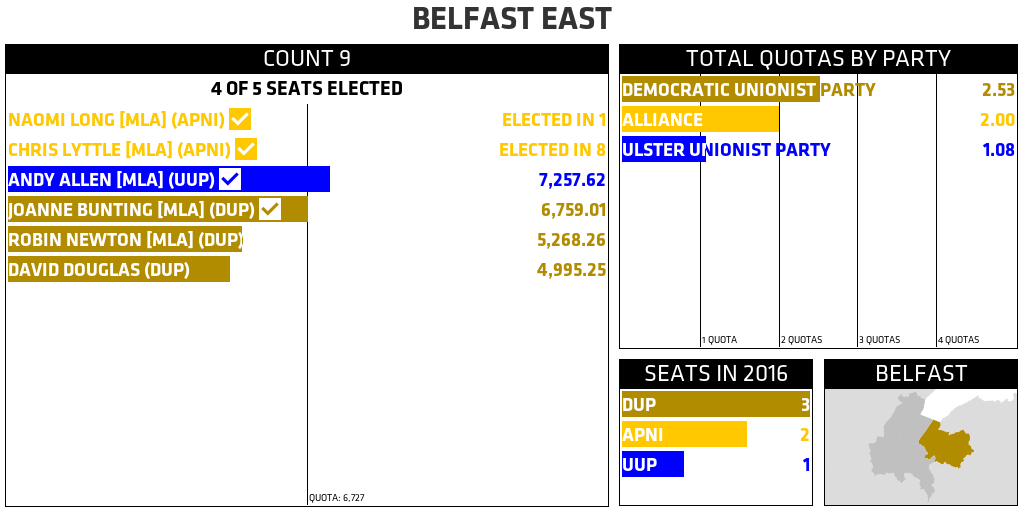 BELFAST EAST
COUNT 9
4 OF 5 SEATS ELECTED
NAOMI LONG [MLA] (APNI) ELECTED IN 1
CHRIS LYTTLE [MLA] (APNI) ELECTED IN 8
ANDY ALLEN [MLA] (UUP) 7,257.62
JOANNE BUNTING [MLA] (DUP) 6,759.01
ROBIN NEWTON [MLA] (DUP) 5,268.26
DAVID DOUGLAS (DUP) 4,995.25
QUOTA: 6,727
TOTAL QUOTAS BY PARTY
DEMOCRATIC UNIONIST PARTY 2.53
ALLIANCE 2.00
ULSTER UNIONIST PARTY 1.08
1 QUOTA 2 QUOTAS 3 QUOTAS 4 QUOTAS
SEATS IN 2016
DUP 3
APNI 2
UUP 1
BELFAST